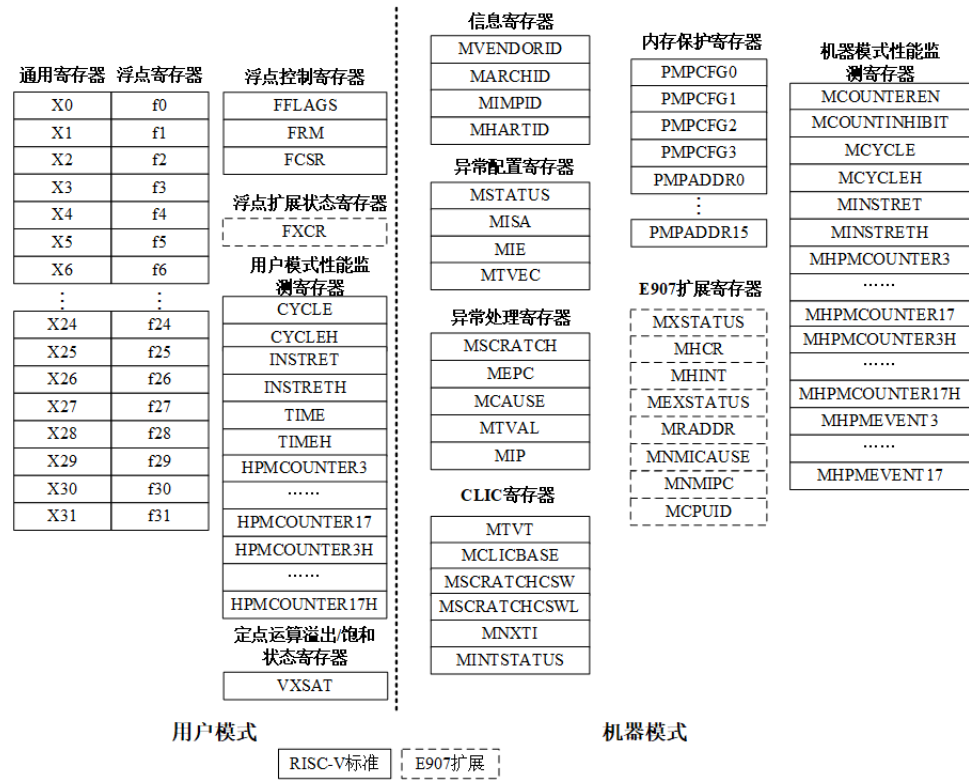 通用寄存器
X0
X1
X2
X3
X4
X5
X6
⋮
X24
X25
X26
X27
X28
X29
X30
X31
浮点寄存器
f0
f1
f2
f3
f4
f5
f6
⋮
f24
f25
f26
f27
f28
f29
f30
f31
浮点控制寄存器
FFLAGS
FRM
FCSR
浮点扩展状态寄存器
FXCR
用户模式性能监
测寄存器
CYCLE
CYCLEH
INSTRET
INSTRETH
TIME
TIMEH
HPMCOUNTER3
……
HPMCOUNTER17
HPMCOUNTER3H
……
HPMCOUNTER17H
定点运算溢出/饱和
状态寄存器
VXSAT
用户模式
信息寄存器
MVENDORID
MARCHID
MIMPID
MHARTID
异常配置寄存器
MSTATUS
MISA
MIE
MTVEC
异常处理寄存器
MSCRATCH
MEPC
MCAUSE
MTVAL
MIP
CLIC寄存器
MTVT
MCLICBASE
MSCRATCHCSW
MSCRATCHCSWL
MNXTI
MINTSTATUS
内存保护寄存器
PMPCFG0
PMPCFG1
PMPCFG2
PMPCFG3
PMPADDR0
⋮
PMPADDR15
E907扩展寄存器
MXSTATUS
MHCR
MHINT
MEXSTATUS
MRADDR
MNMICAUSE
MNMIPC
MCPUID
机器模式性能监
测寄存器
MCOUNTEREN
MCOUNTINHIBIT
MCYCLE
MCYCLEH
MINSTRET
MINSTRETH
MHPMCOUNTER3
……
MHPMCOUNTER17
MHPMCOUNTER3H
……
MHPMCOUNTER17H
MHPMEVENT3
……
MHPMEVENT17
机器模式
RISC-V标准
E907扩展